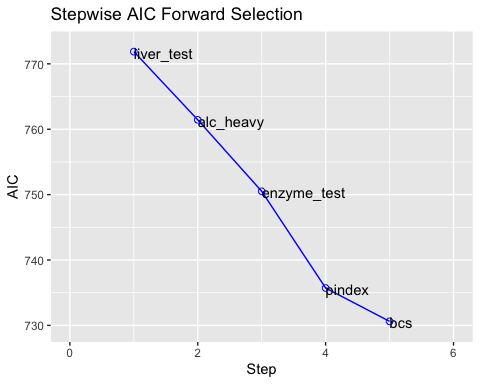 Stepwise AIC Forward Selection
770
760
750
740
730
AIC
liver_test
alc_heavy
enzyme_test
pindex
bcs
0
2
4
6
Step